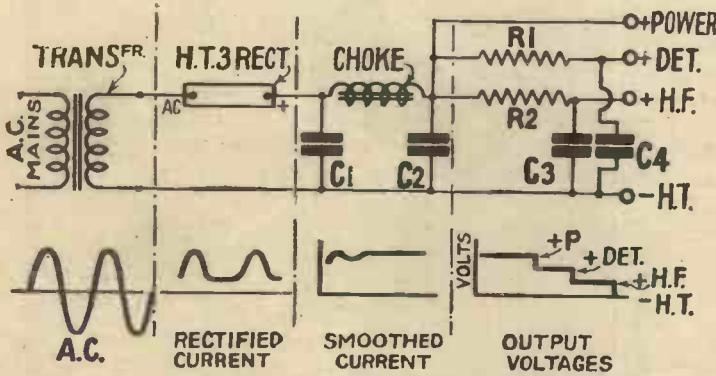 +POWER
R1
+ DET.
TRANSFR.
H.T.3 RECT.
CHOKE
AC
+
+ H.F.
R2
A.C.
MAINS
C1
C2
C3
C4
- H.T.
VOLTS
+P
+ DET.
+H.F.
- H.T.
A.C.
RECTIFIED
CURRENT
SMOOTHED
CURRENT
OUTPUT
VOLTAGES